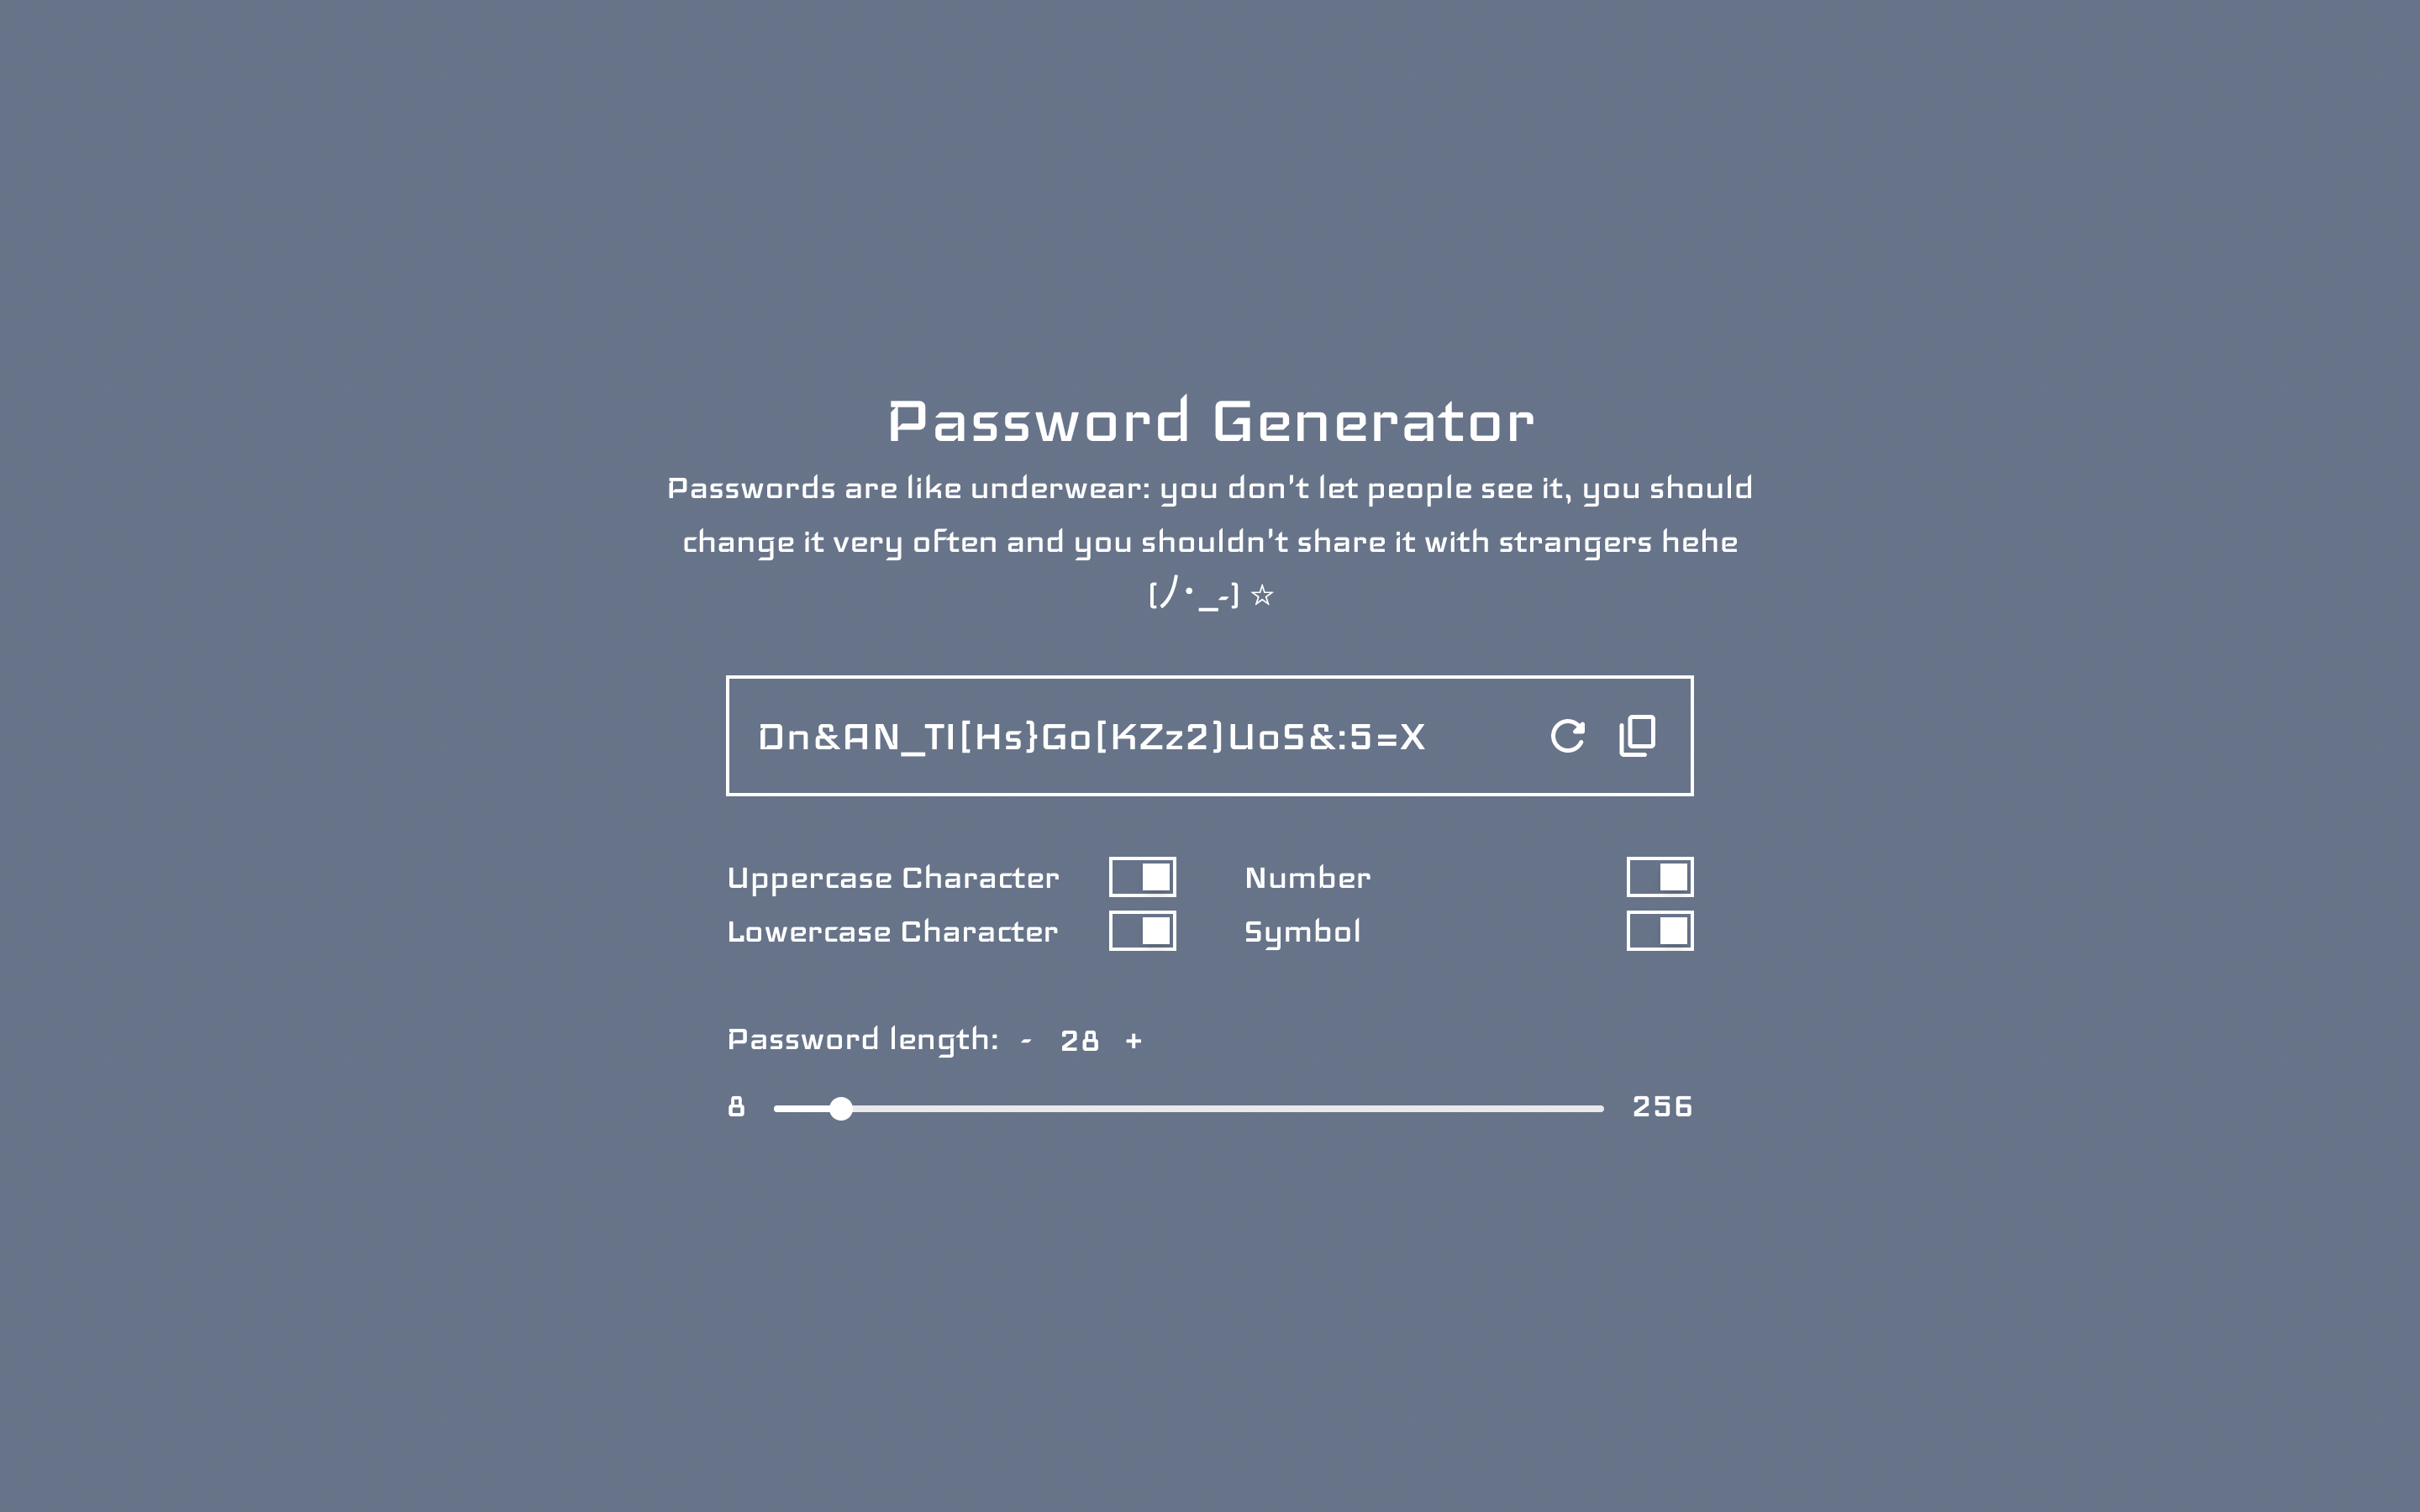 Password Generator
Passwords are like underwear: you don't let people see it, you should
change it very often and you shouldn't share it with strangers hehe
(ノ・_-) ☆
Dn&AN_TI[Hs}Go[KZz2)UoS&:5=X
Uppercase Character
Number
Lowercase Character
Symbol
Password length: - 28 +
8
256